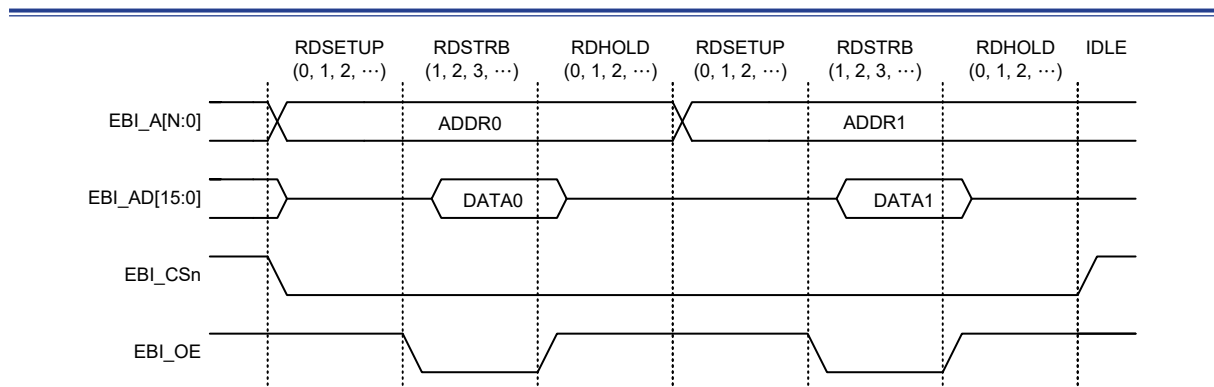 RDSETUP RDSTRB RDHOLD RDSETUP RDSTRB RDHOLD IDLE
(0, 1, 2, ⋯) (1, 2, 3, ⋯) (0, 1, 2, ⋯) (0, 1, 2, ⋯) (1, 2, 3, ⋯) (0, 1, 2, ⋯)
EBI_A[N:0] ADDR0 ADDR1
EBI_AD[15:0] DATA0 DATA1
EBI_CSn
EBI_OE